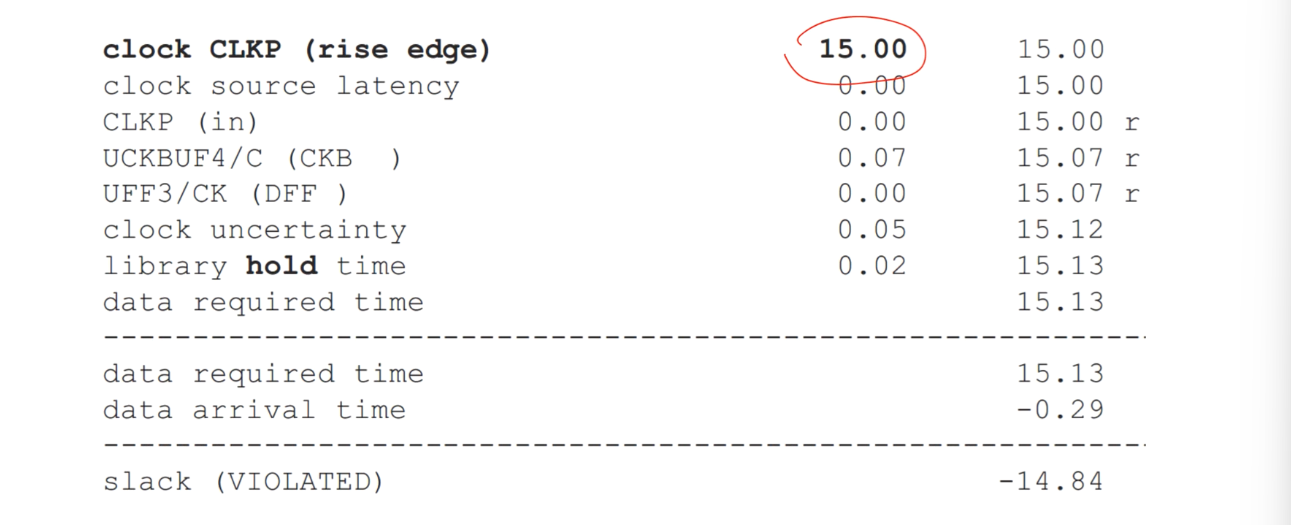 clock CLKP (rise edge) 15.00 15.00
clock source latency 0.00 15.00
CLKP (in) 0.00 15.00 r
UCKBUF4/C (CKB  ) 0.07 15.07 r
UFF3/CK (DFF ) 0.00 15.07 r
clock uncertainty 0.05 15.12
library hold time 0.02 15.13
data required time 15.13
----------------------------------------------------------
data required time 15.13
data arrival time -0.29
----------------------------------------------------------
slack (VIOLATED) -14.84